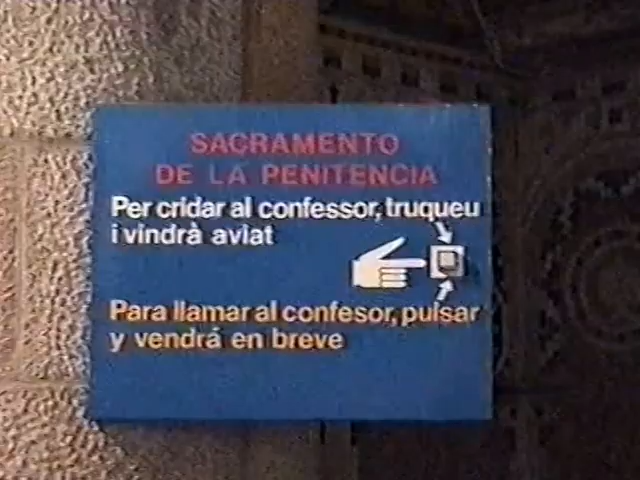 SACRAMENTO
DE LA PENITENCIA
Per cridar al confessor, truqueu
i vindrà aviat
Para llamar al confesor, pulsar
y vendrá en breve